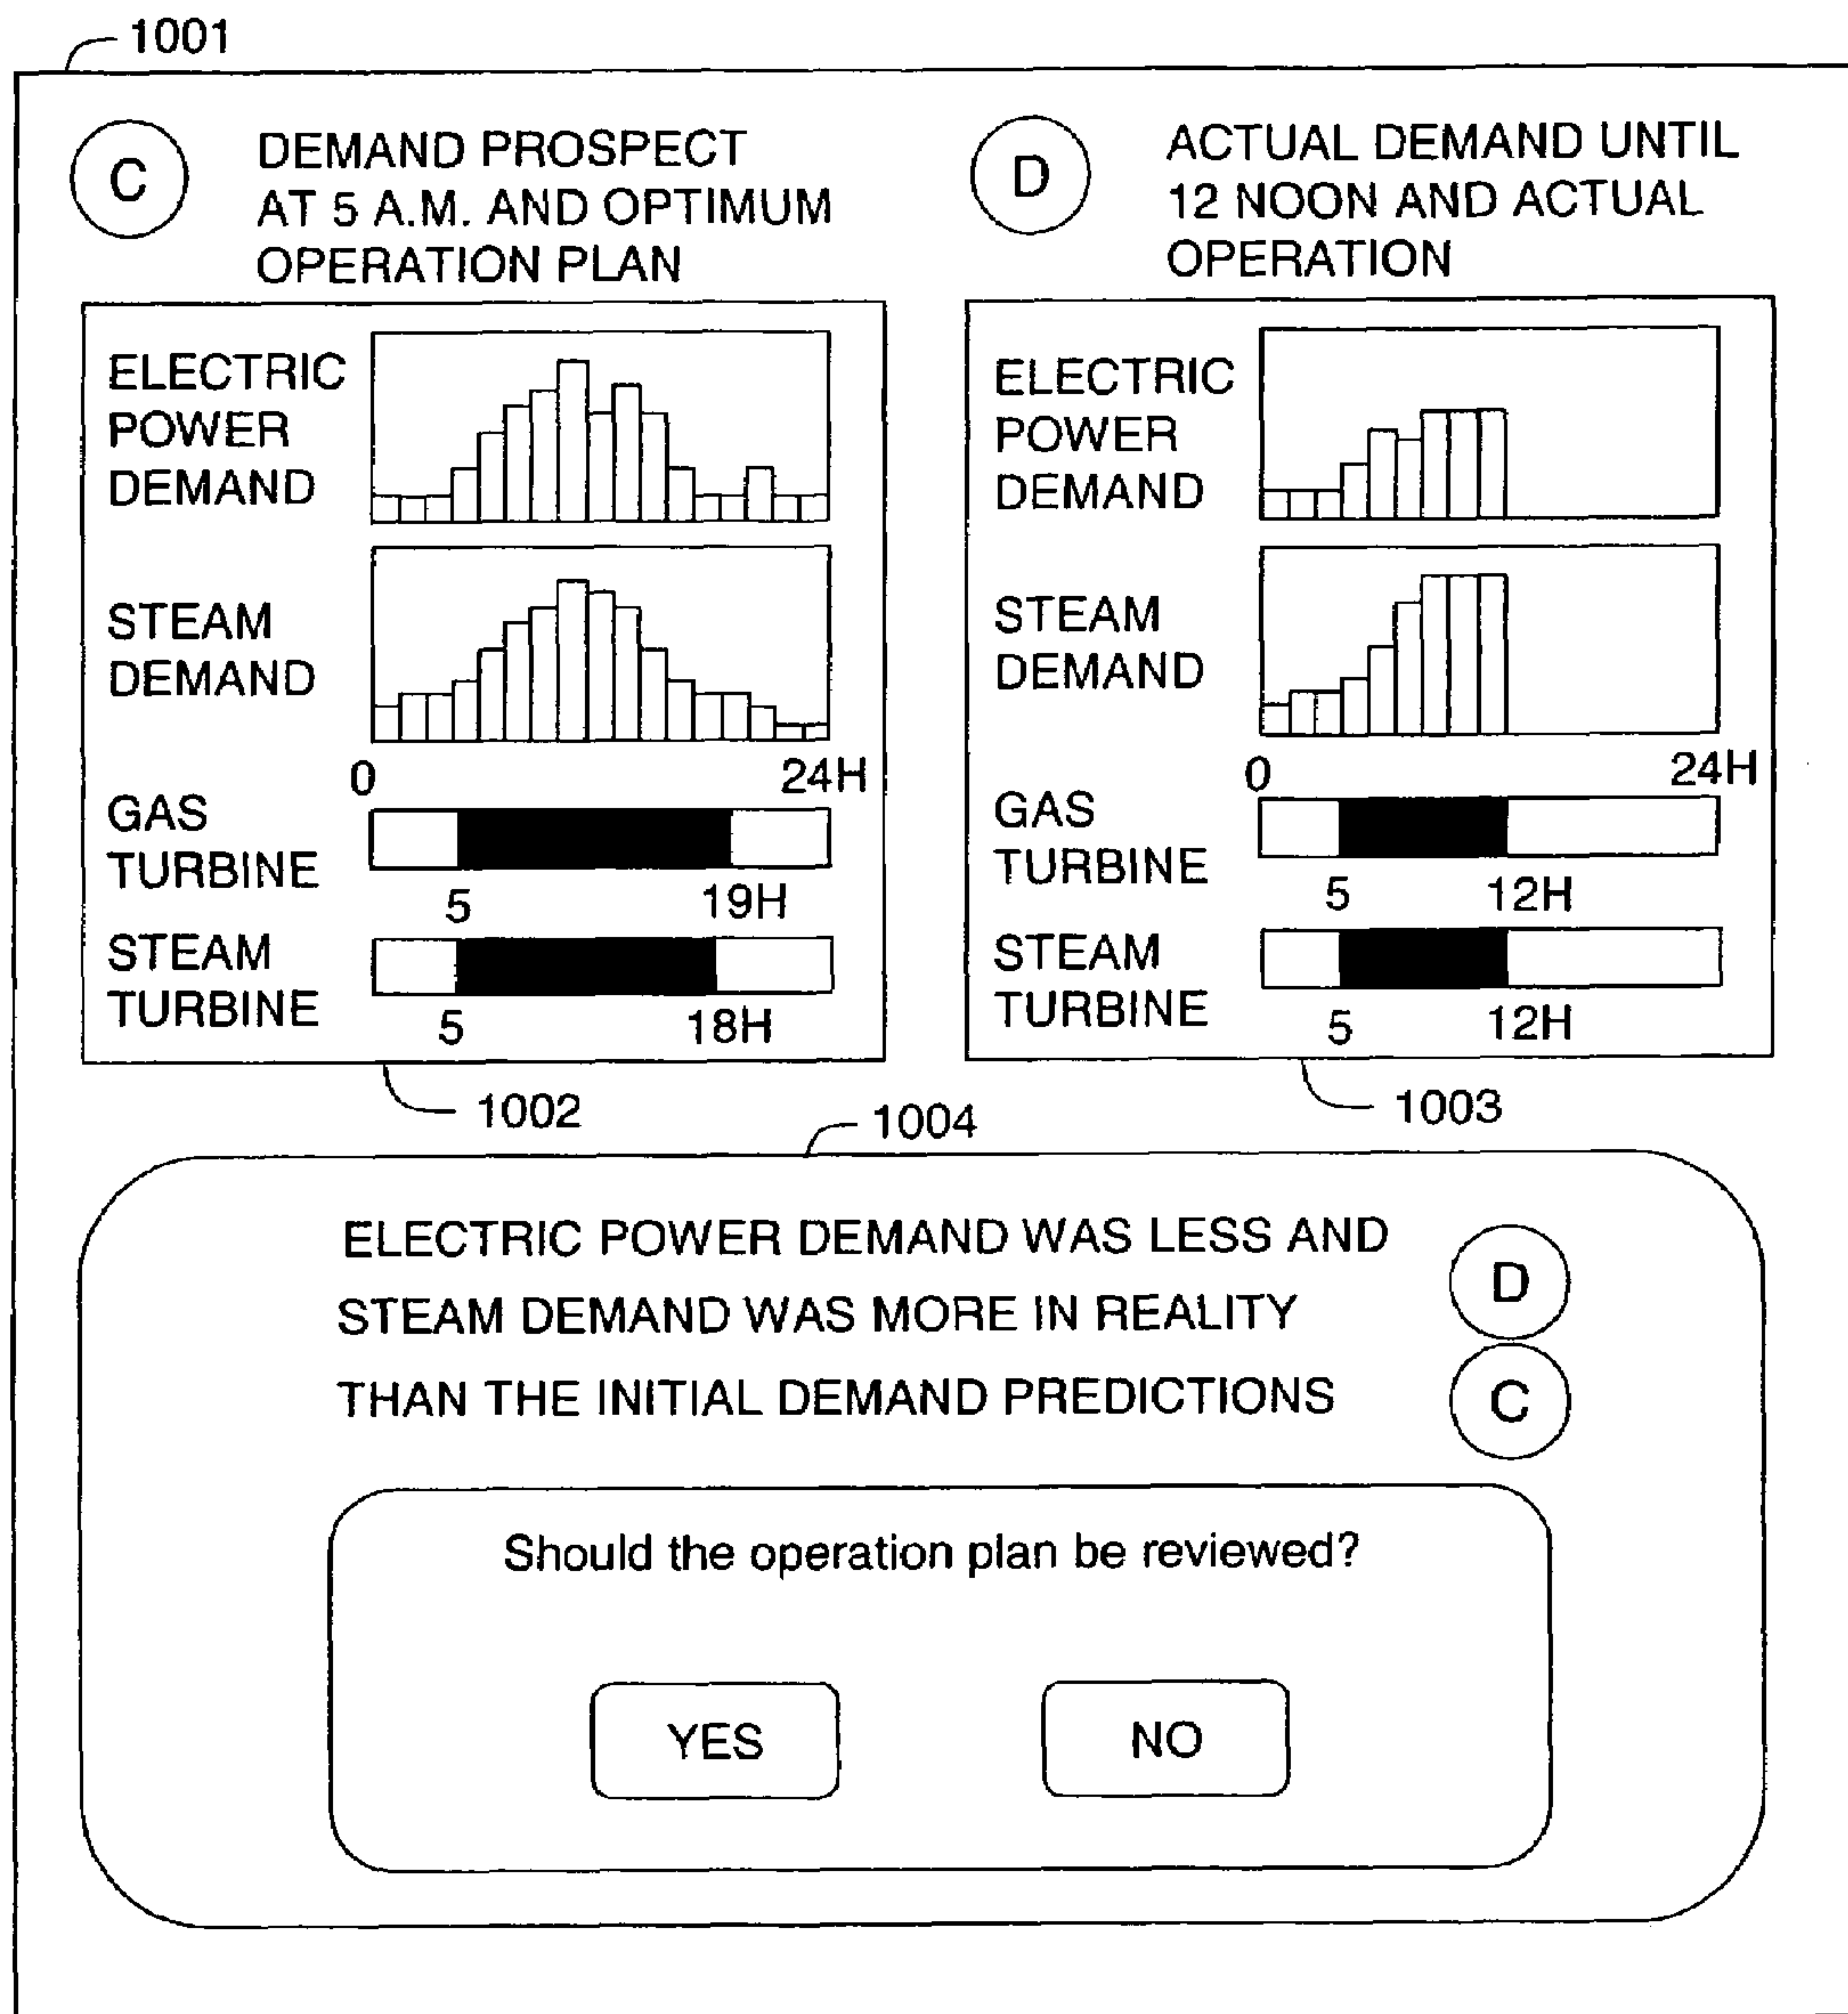 1001
C
DEMAND PROSPECT
AT 5 A.M. AND OPTIMUM
OPERATION PLAN
D
ACTUAL DEMAND UNTIL
12 NOON AND ACTUAL
OPERATION
ELECTRIC
POWER
DEMAND
STEAM
DEMAND
0 24H
GAS
TURBINE
5 19H
STEAM
TURBINE
5 18H
1002
ELECTRIC
POWER
DEMAND
STEAM
DEMAND
0 24H
GAS
TURBINE
5 12H
STEAM
TURBINE
5 12H
1003
1004
ELECTRIC POWER DEMAND WAS LESS AND
STEAM DEMAND WAS MORE IN REALITY
THAN THE INITIAL DEMAND PREDICTIONS
D
C
Should the operation plan be reviewed?
YES NO